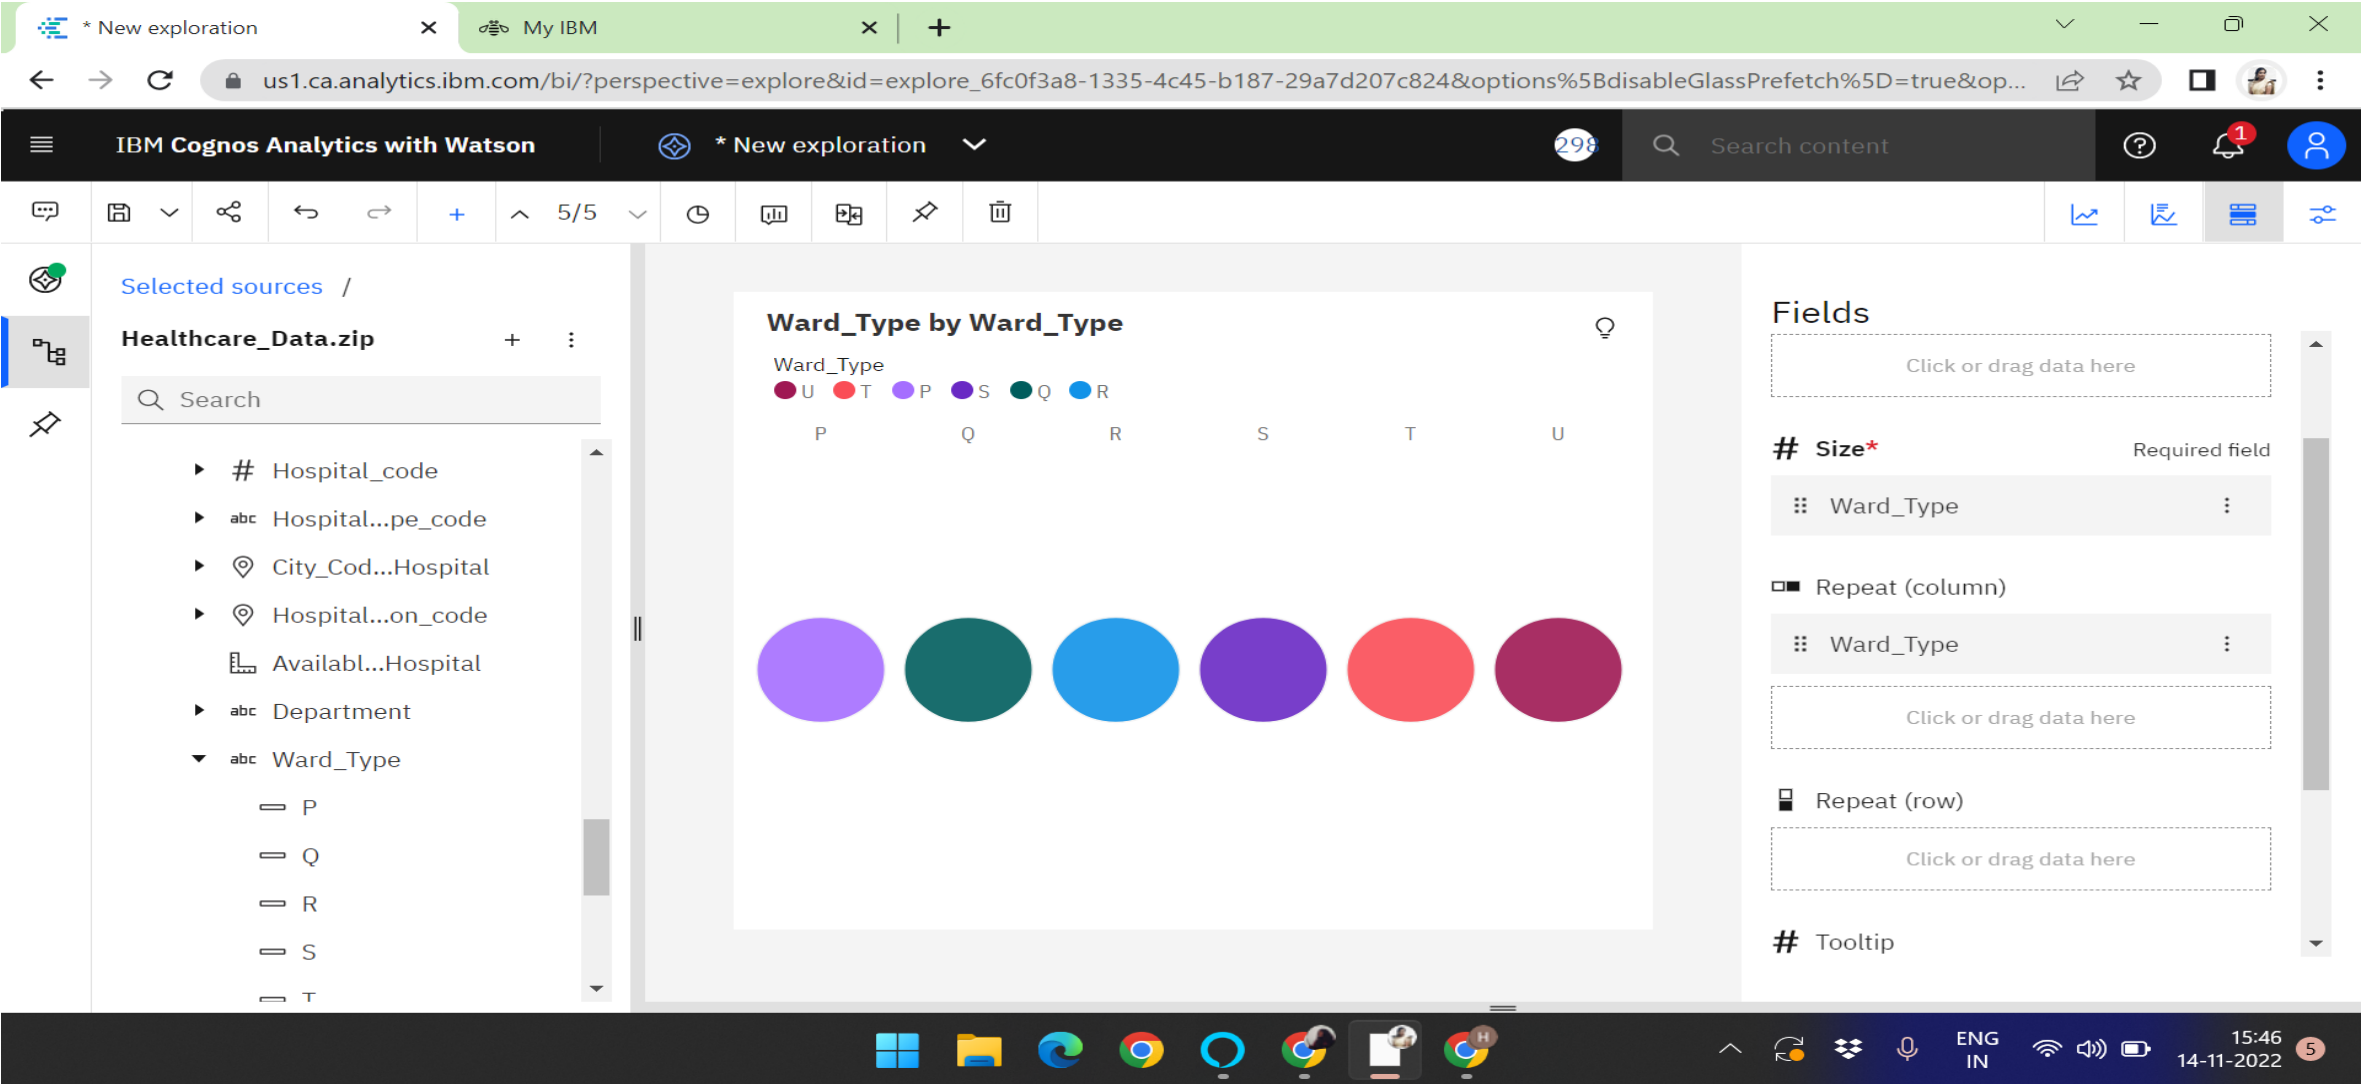 * New exploration
My IBM
us1.ca.analytics.ibm.com/bi/?perspective=explore&id=explore_6fc0f3a8-1335-4c45-b187-29a7d207c824&options%5BdisableGlassPrefetch%5D=true&op...
IBM Cognos Analytics with Watson
* New exploration
298
Search content
1
5/5
Selected sources /
Healthcare_Data.zip
Search
# Hospital_code
abc Hospital...pe_code
City_Cod...Hospital
Hospital...on_code
Availabl...Hospital
abc Department
abc Ward_Type
P
Q
R
S
T
Ward_Type by Ward_Type
Ward_Type
U T P S Q R
P Q R S T U
Fields
Click or drag data here
# Size* Required field
Ward_Type
Repeat (column)
Ward_Type
Click or drag data here
Repeat (row)
Click or drag data here
# Tooltip
H
ENG
IN
15:46
14-11-2022
5